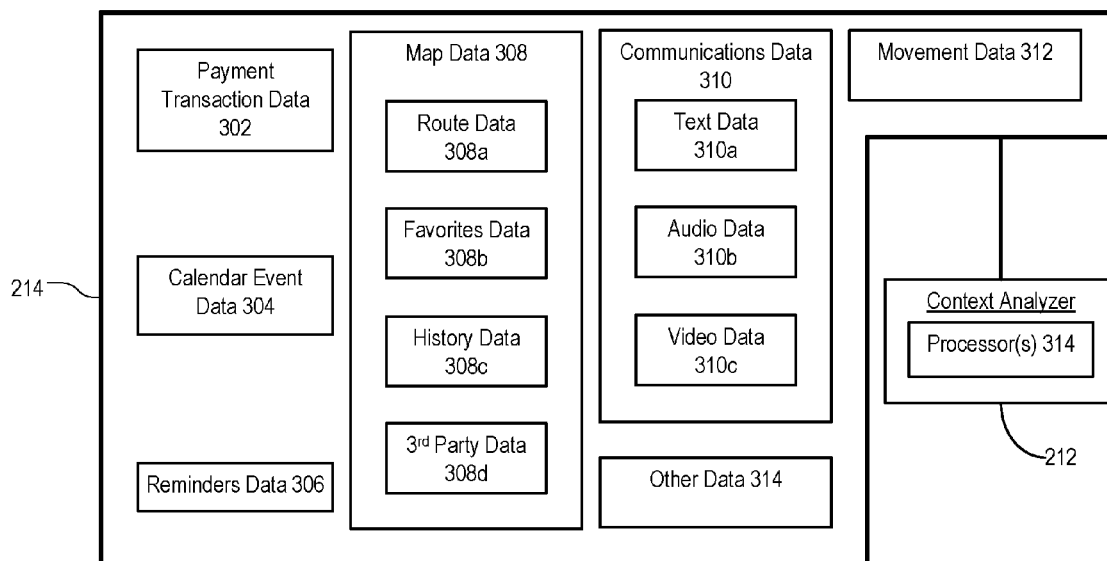 Payment
Transaction Data
302
Calendar Event
Data 304
214
Reminders Data 306
Map Data 308
Route Data
308a
Favorites Data
308b
History Data
308c
3rd Party Data
308d
Communications Data
310
Text Data
310a
Audio Data
310b
Video Data
310c
Other Data 314
Movement Data 312
Context Analyzer
Processor(s) 314
212